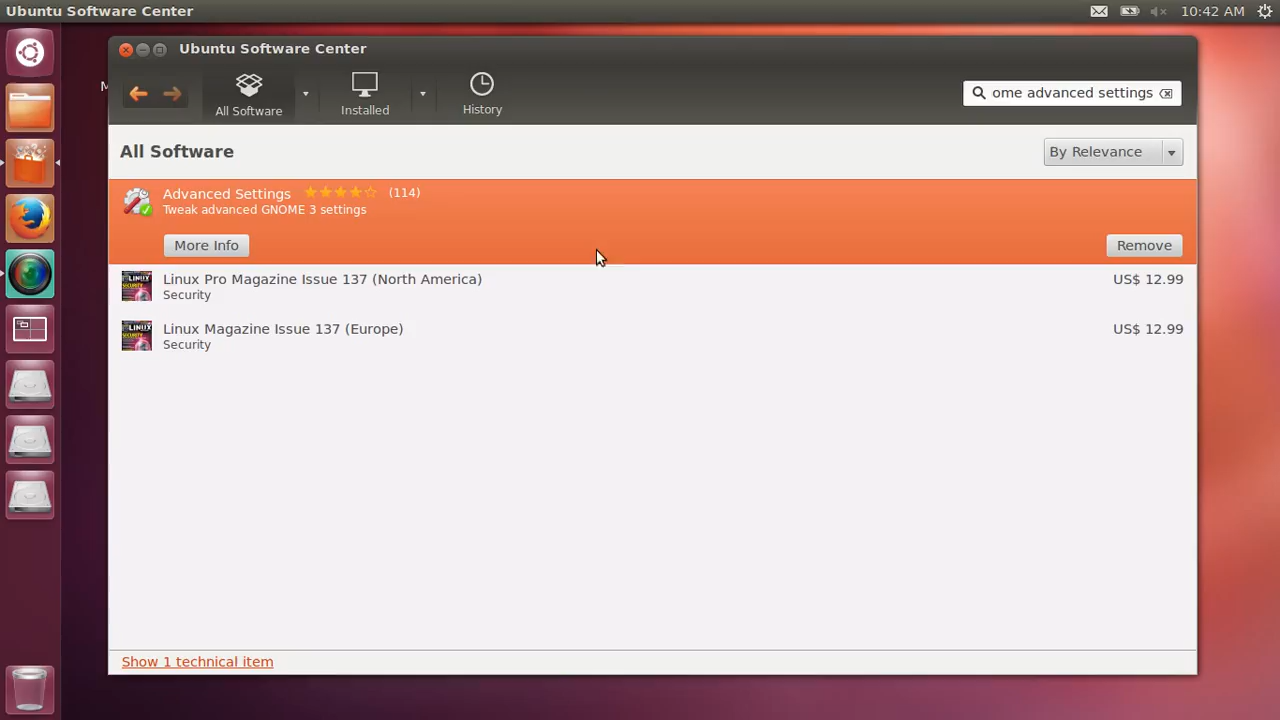 Ubuntu Software Center
10:42 AM
Ubuntu Software Center
All Software
Installed
History
ome advanced settings
All Software
By Relevance
Advanced Settings (114)
Tweak advanced GNOME 3 settings
More Info
Remove
Linux Pro Magazine Issue 137 (North America)
US$ 12.99
Security
Linux Magazine Issue 137 (Europe)
US$ 12.99
Security
Show 1 technical item